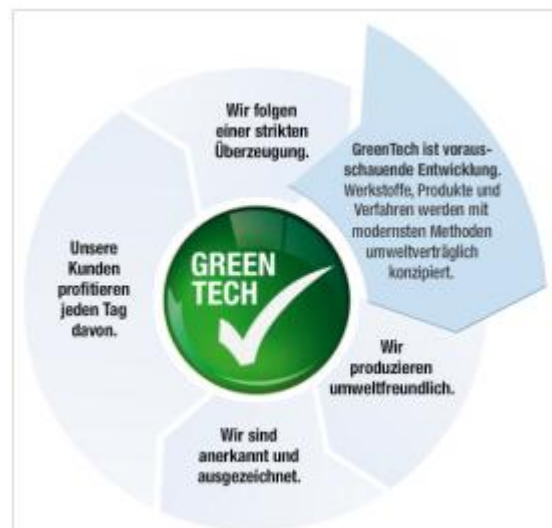 Wir folgen
einer strikten
Überzeugung.
GreenTech ist voraus-
schauende Entwicklung.
Werkstoffe, Produkte und
Verfahren werden mit
modernsten Methoden
umweltverträglich
konzipiert.
Wir
produzieren
umweltfreundlich.
Wir sind
anerkannt und
ausgezeichnet.
Unsere
Kunden
profitieren
jeden Tag
davon.
GREEN
TECH